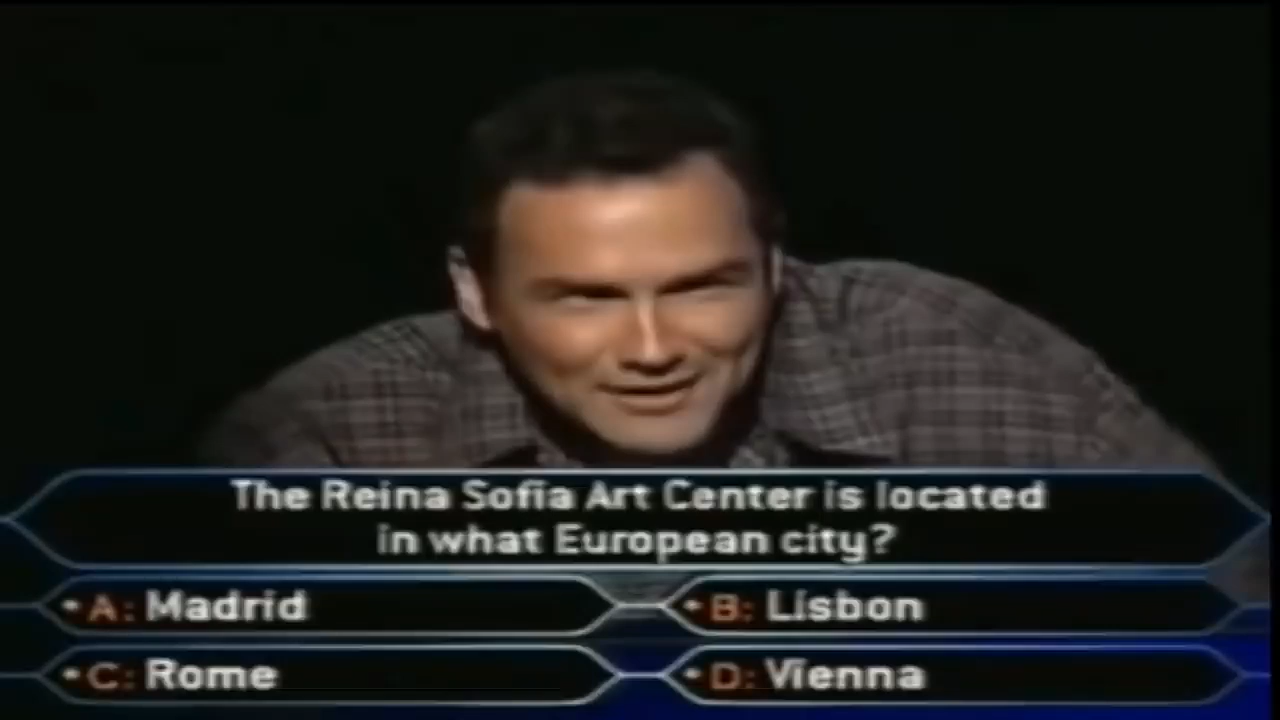 The Reina Sofia Art Center is located
in what European city?
A: Madrid
B: Lisbon
C: Rome
D: Vienna